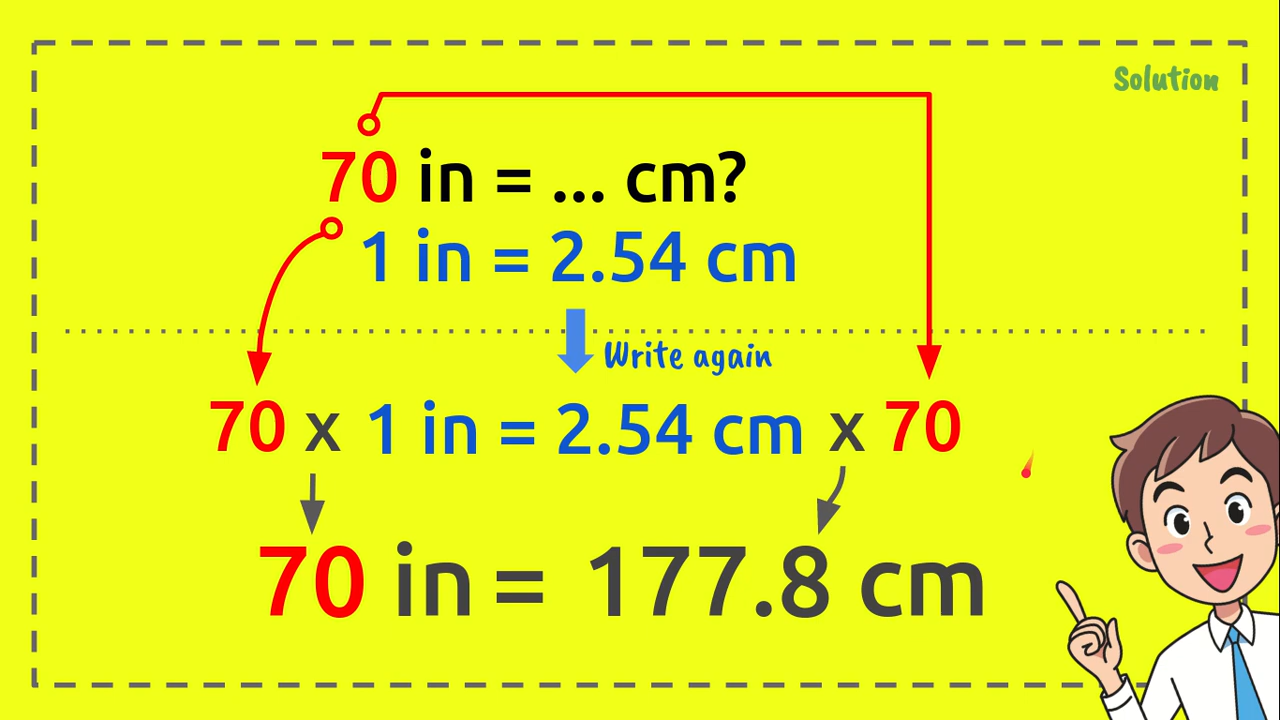 Solution
70 in = ... cm?
1 in = 2.54 cm
Write again
70 x 1 in = 2.54 cm x 70
70 in = 177.8 cm